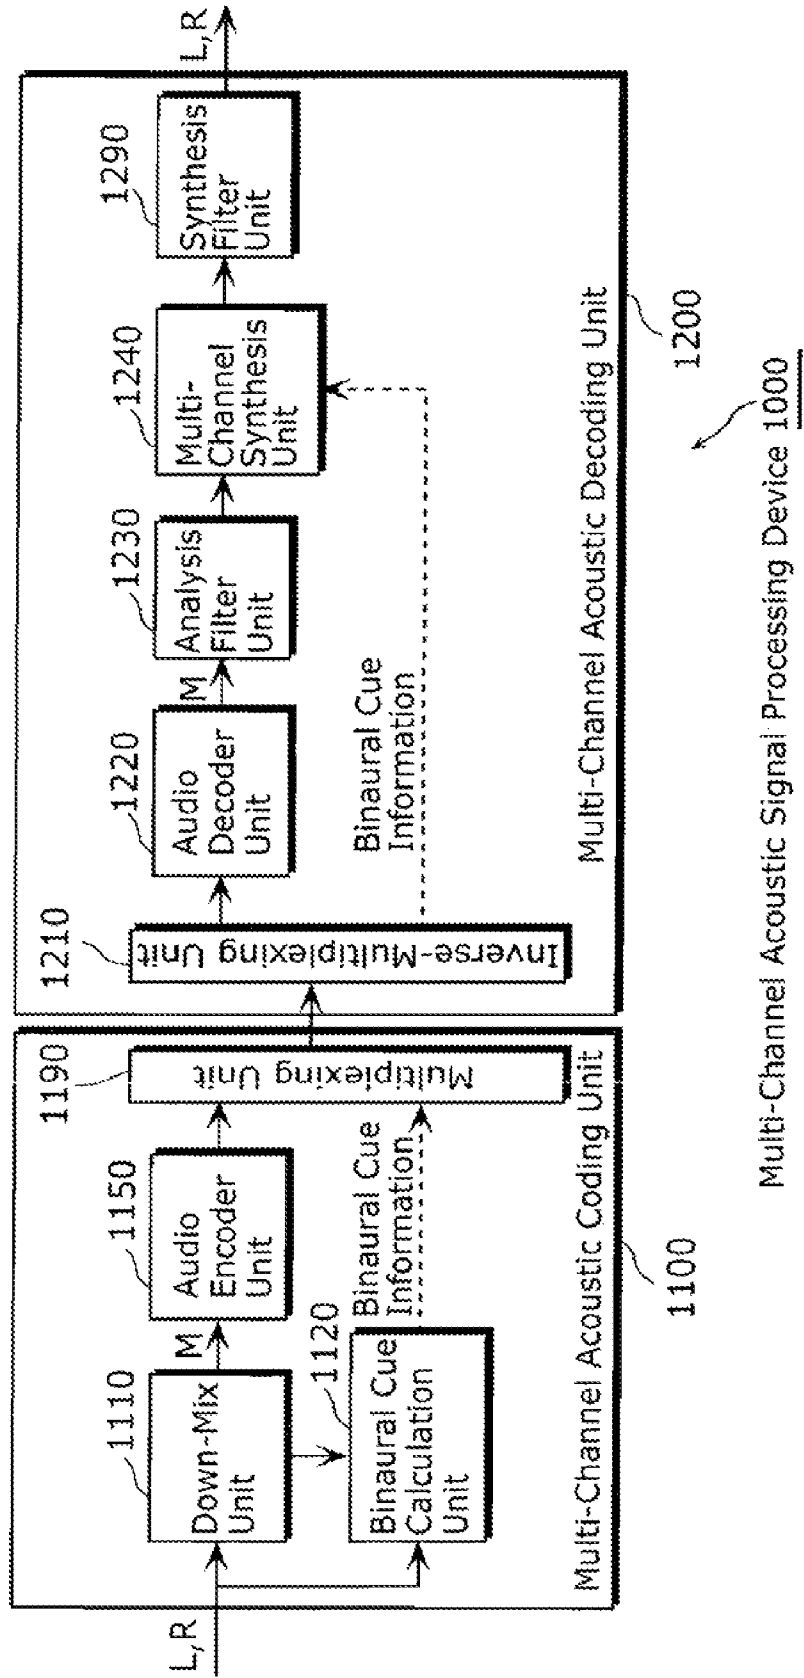 L,R
1110
Down-Mix
Unit
M
1120
Binaural Cue
Calculation
Unit
1150
Audio
Encoder
Unit
Binaural Cue
Information
1190
Multiplexing Unit
Multi-Channel Acoustic Coding Unit
1100
1210
Inverse-Multiplexing Unit
1220
Audio
Decoder
Unit
M
1230
Analysis
Filter
Unit
1240
Multi-
Channel
Synthesis
Unit
1290
Synthesis
Filter
Unit
L,R
Binaural Cue
Information
Multi-Channel Acoustic Decoding Unit
1200
Multi-Channel Acoustic Signal Processing Device 1000